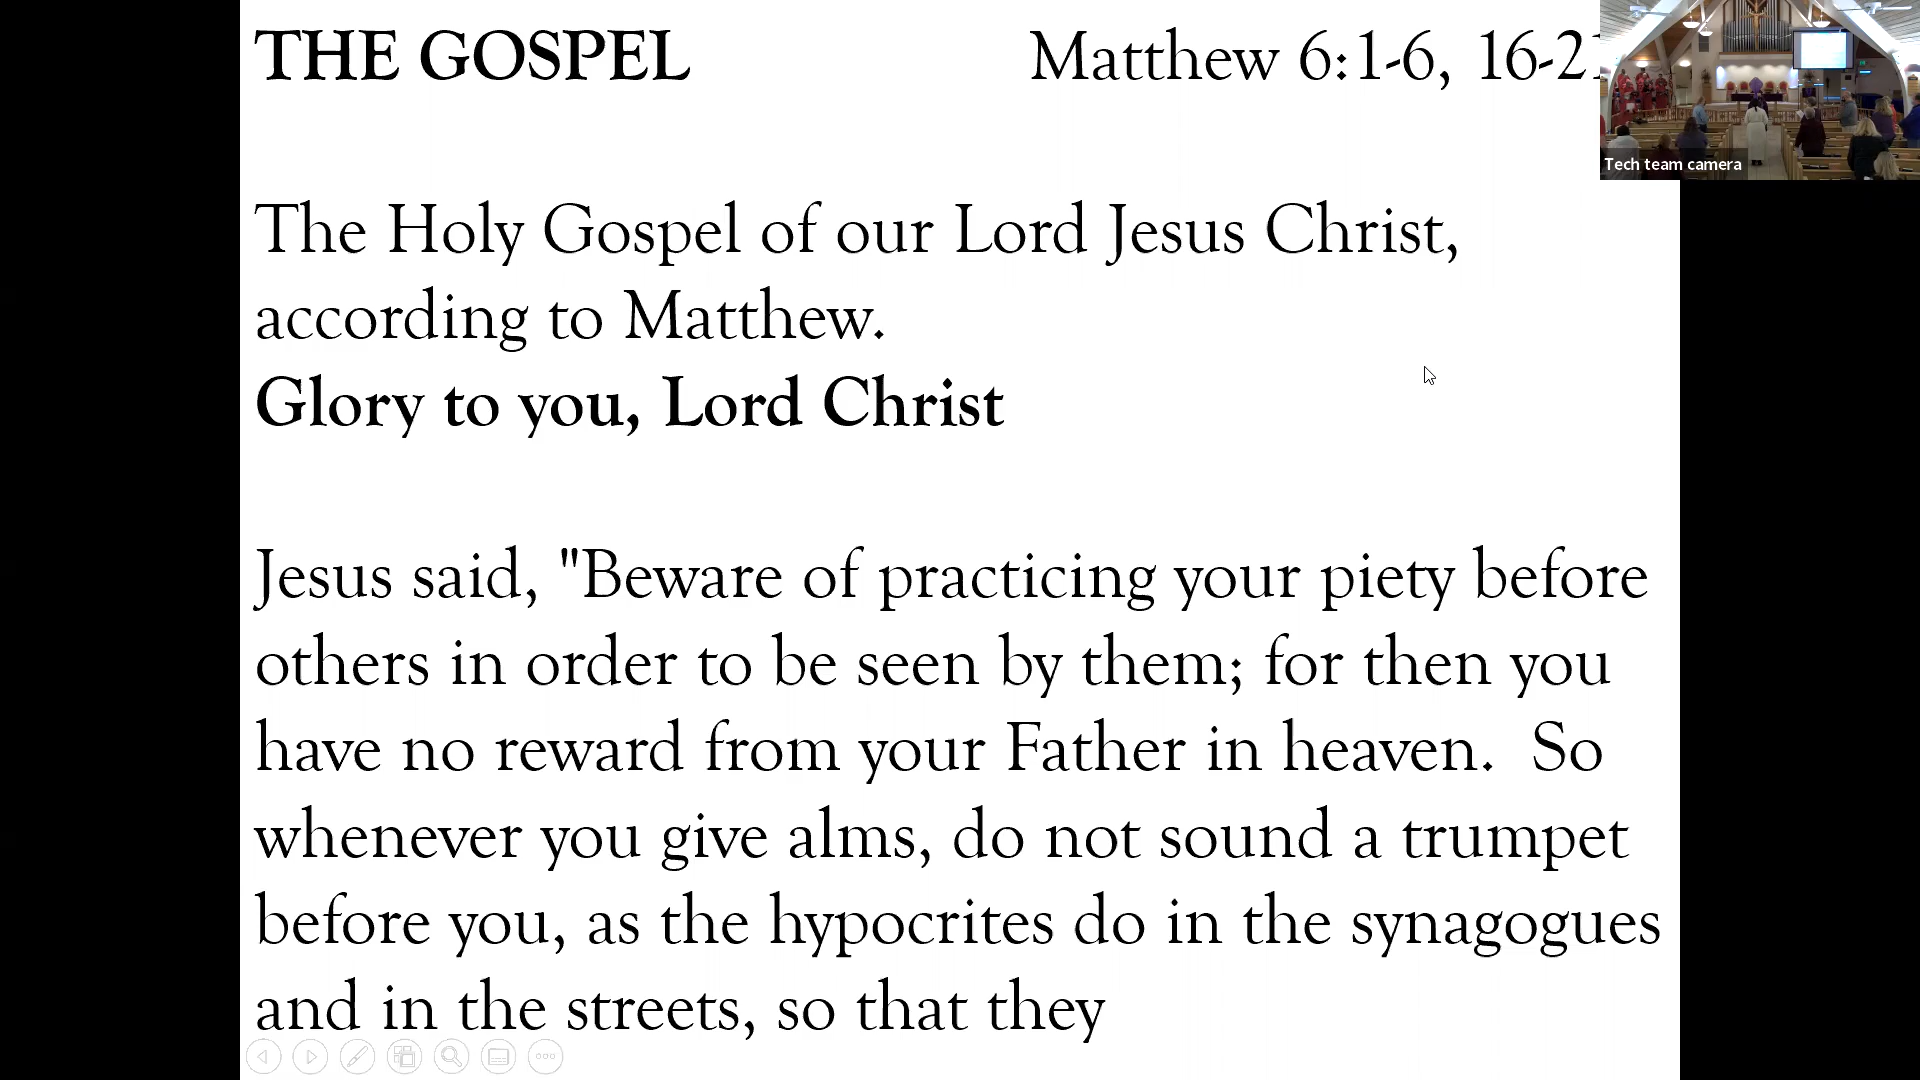 THE GOSPEL Matthew 6:1-6, 16-21
Tech team camera
The Holy Gospel of our Lord Jesus Christ,
according to Matthew.
Glory to you, Lord Christ
Jesus said, "Beware of practicing your piety before
others in order to be seen by them; for then you
have no reward from your Father in heaven.  So
whenever you give alms, do not sound a trumpet
before you, as the hypocrites do in the synagogues
and in the streets, so that they